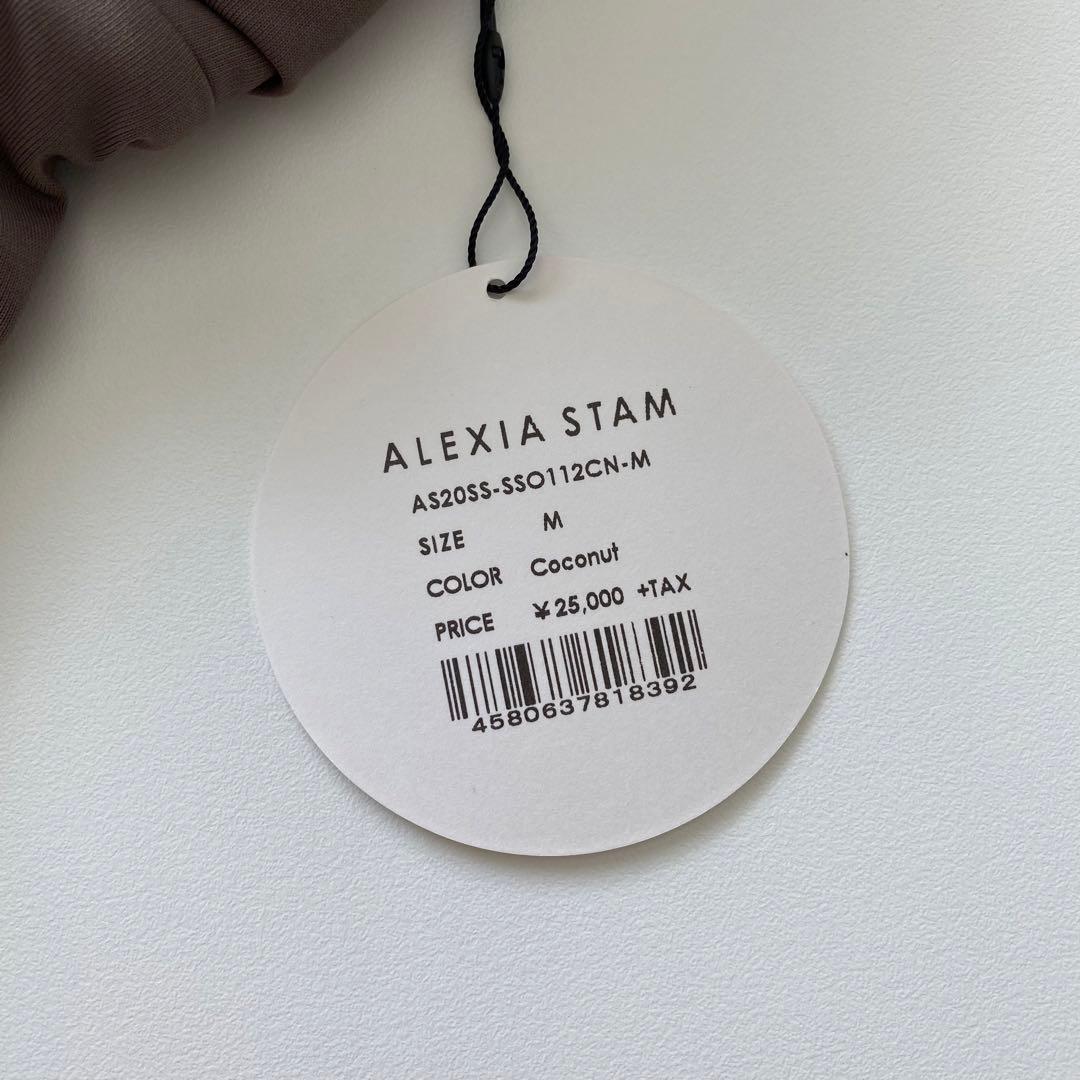 ALEXIA STAM
AS20SS-SSO112CN-M
SIZE M
COLOR Coconut
PRICE ¥25,000 +TAX
4580637818392